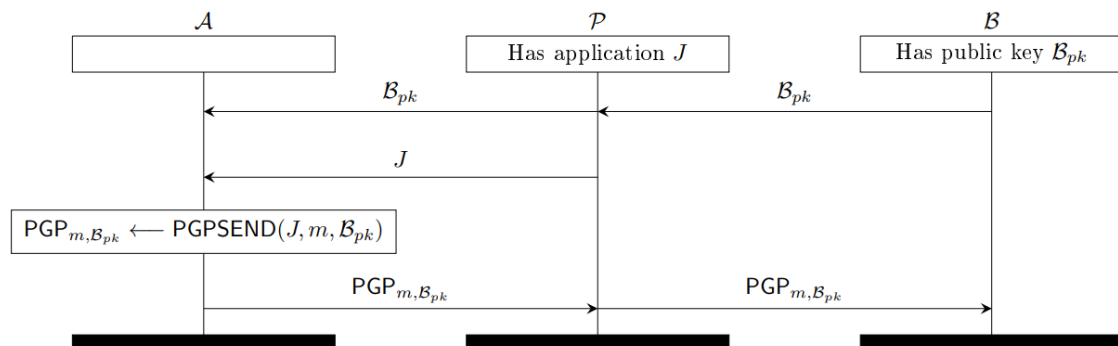 𝒜 𝒫 ℬ
Has application J Has public key ℬ_pk
ℬ_pk ℬ_pk
J
PGP_{m,ℬ_pk} ⟵ PGPSEND(J, m, ℬ_pk)
PGP_{m,ℬ_pk} PGP_{m,ℬ_pk}